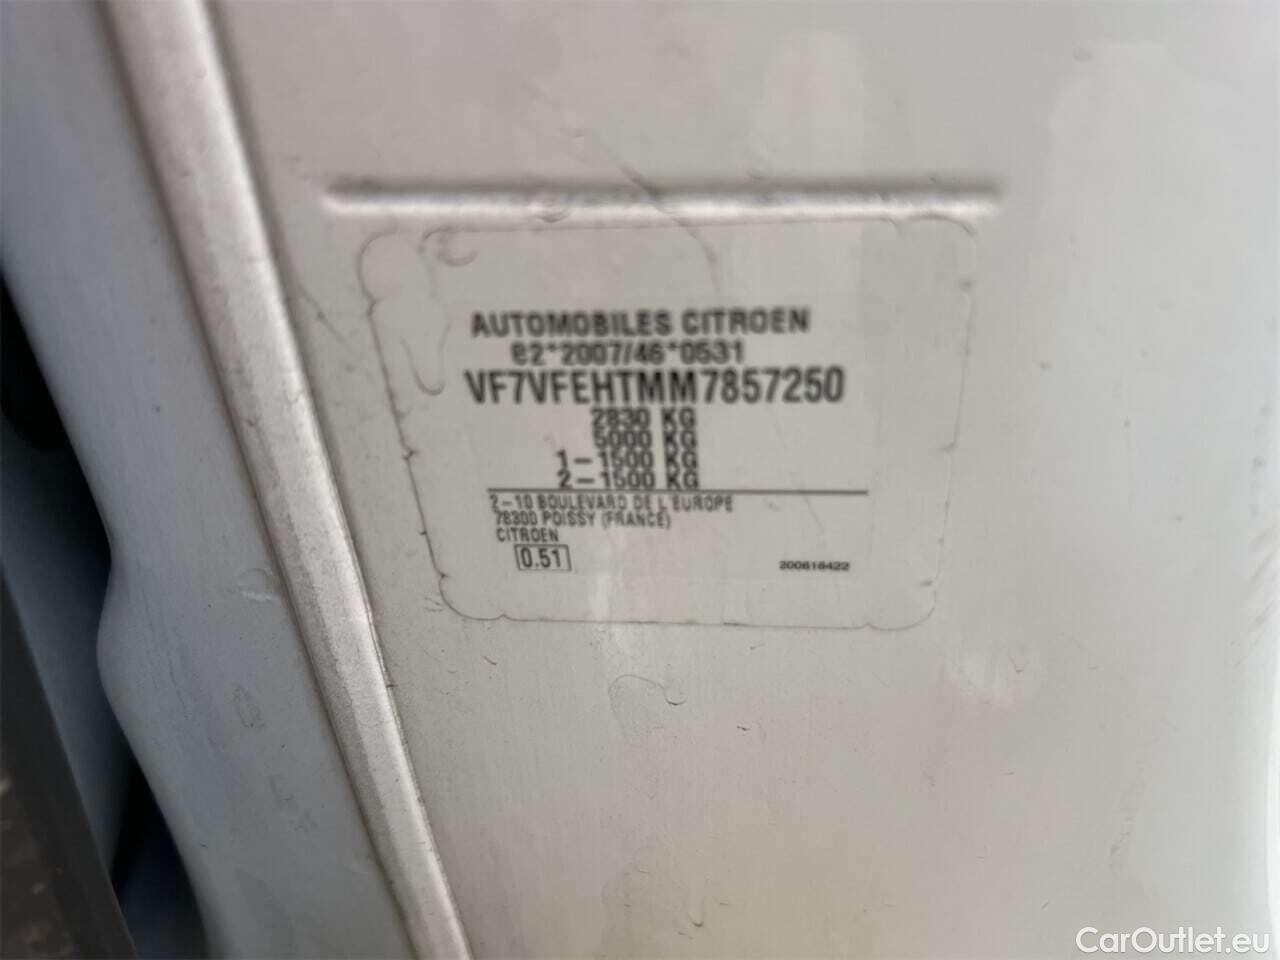 AUTOMOBILES CITROEN
e2*2007/46*0531
VF7VFEHTMM7857250
2830 KG
5000 KG
1-1500 KG
2-1500 KG
2-10 BOULEVARD DE L'EUROPE
78300 POISSY (FRANCE)
CITROEN
0.51
200616422
CarOutlet.eu